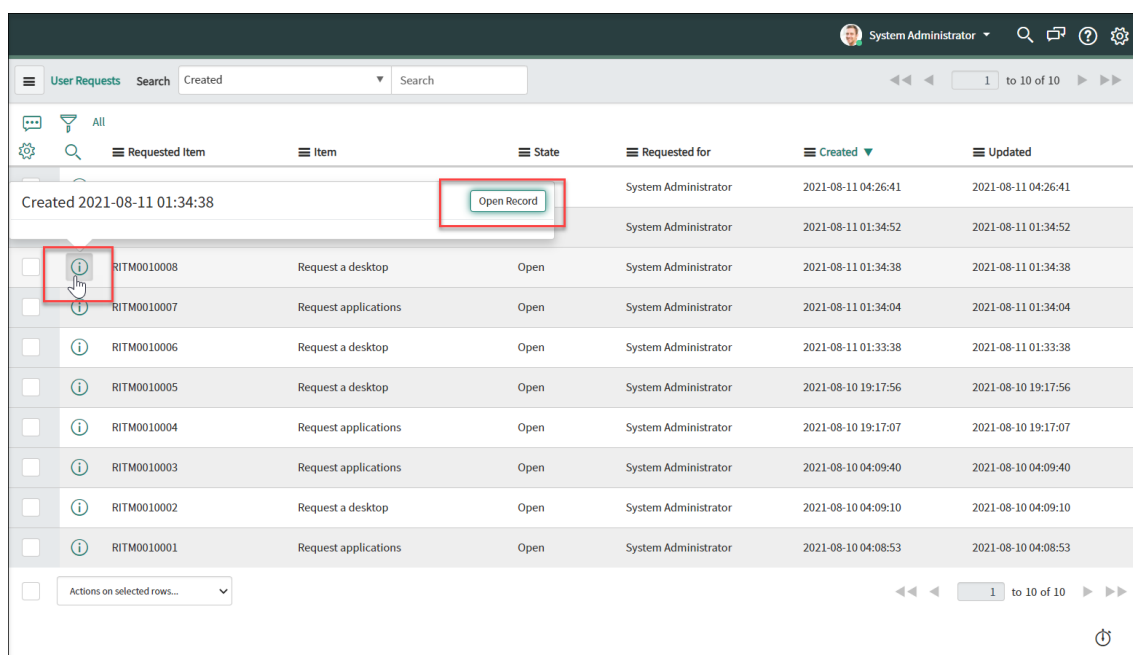 System Administrator
User Requests Search Created Search 1 to 10 of 10
All
Requested Item Item State Requested for Created Updated
System Administrator 2021-08-11 04:26:41 2021-08-11 04:26:41
Created 2021-08-11 01:34:38 Open Record
System Administrator 2021-08-11 01:34:52 2021-08-11 01:34:52
RITM0010008 Request a desktop Open System Administrator 2021-08-11 01:34:38 2021-08-11 01:34:38
RITM0010007 Request applications Open System Administrator 2021-08-11 01:34:04 2021-08-11 01:34:04
RITM0010006 Request a desktop Open System Administrator 2021-08-11 01:33:38 2021-08-11 01:33:38
RITM0010005 Request a desktop Open System Administrator 2021-08-10 19:17:56 2021-08-10 19:17:56
RITM0010004 Request applications Open System Administrator 2021-08-10 19:17:07 2021-08-10 19:17:07
RITM0010003 Request applications Open System Administrator 2021-08-10 04:09:40 2021-08-10 04:09:40
RITM0010002 Request a desktop Open System Administrator 2021-08-10 04:09:10 2021-08-10 04:09:10
RITM0010001 Request applications Open System Administrator 2021-08-10 04:08:53 2021-08-10 04:08:53
Actions on selected rows... 1 to 10 of 10